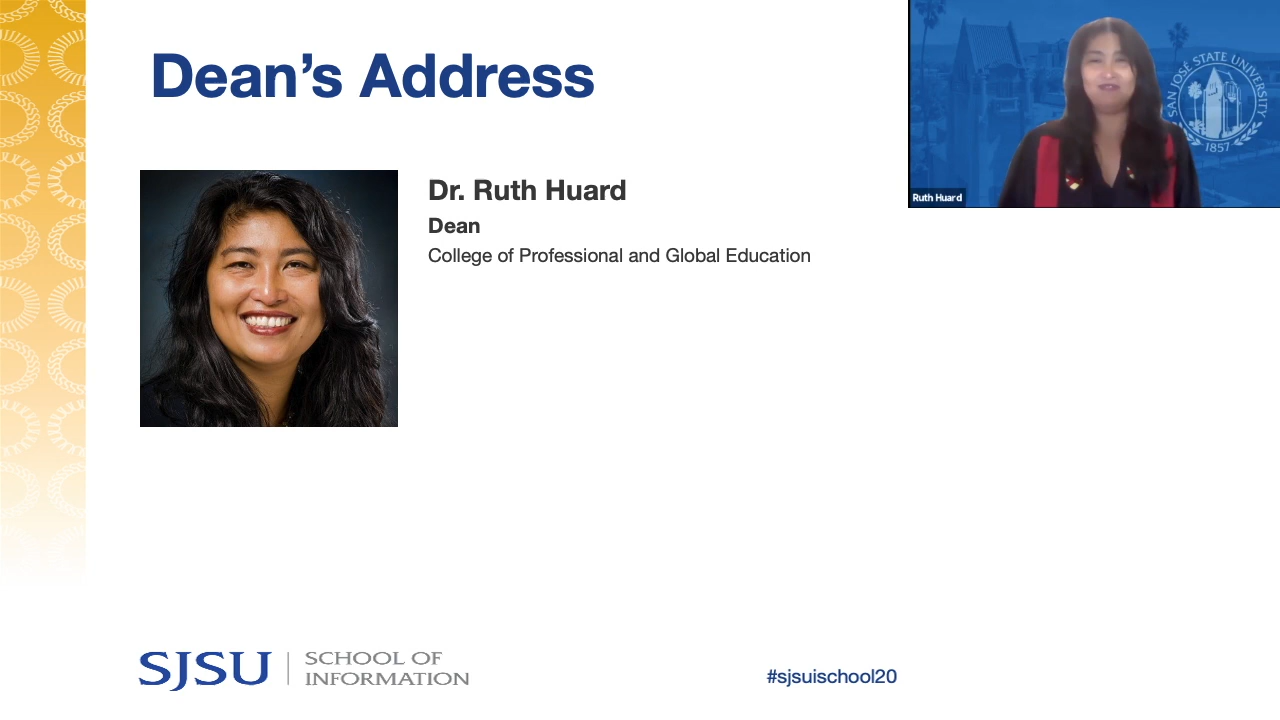 Dean's Address
Dr. Ruth Huard
Dean
College of Professional and Global Education
Ruth Huard
SAN JOSÉ STATE UNIVERSITY
1857
SJSU
SCHOOL OF
INFORMATION
#sjsuischool20